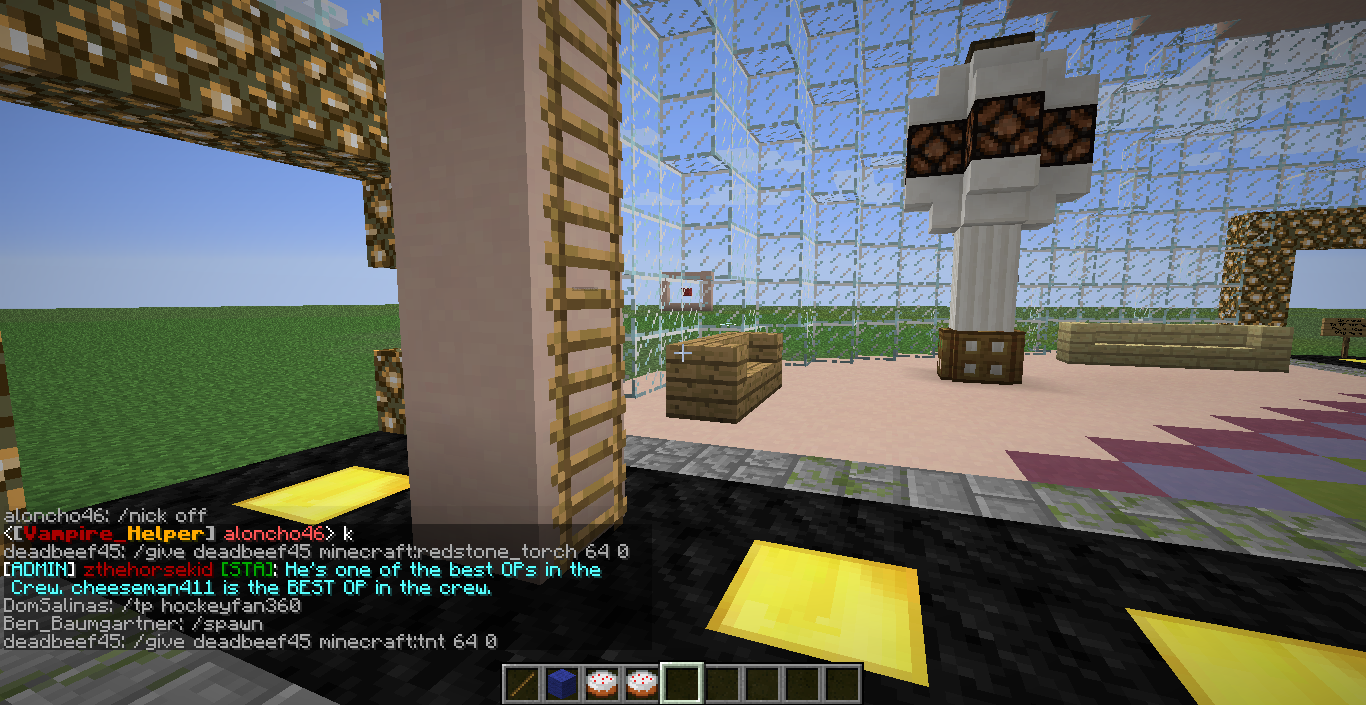 aloncho46: /nick off
<[Vampire_Helper] aloncho46> k
deadbeef45: /give deadbeef45 minecraft:redstone_torch 64 0
[ADMIN] zthehorsekid [STA]: He's one of the best OPs in the
Crew. cheeseman411 is the BEST OP in the crew.
DomSalinas: /tp hockeyfan360
Ben_Baumgartner: /spawn
deadbeef45: /give deadbeef45 minecraft:tnt 64 0